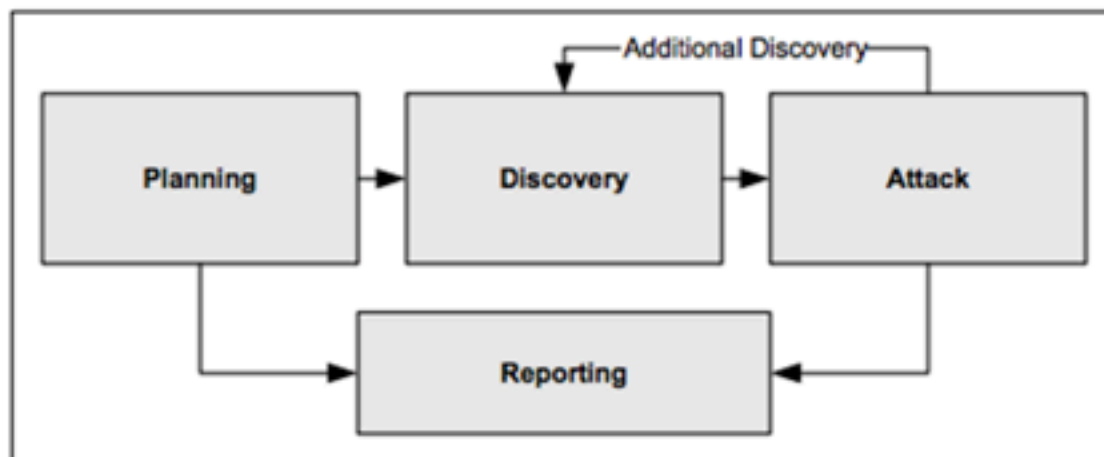 Additional Discovery
Planning
Discovery
Attack
Reporting